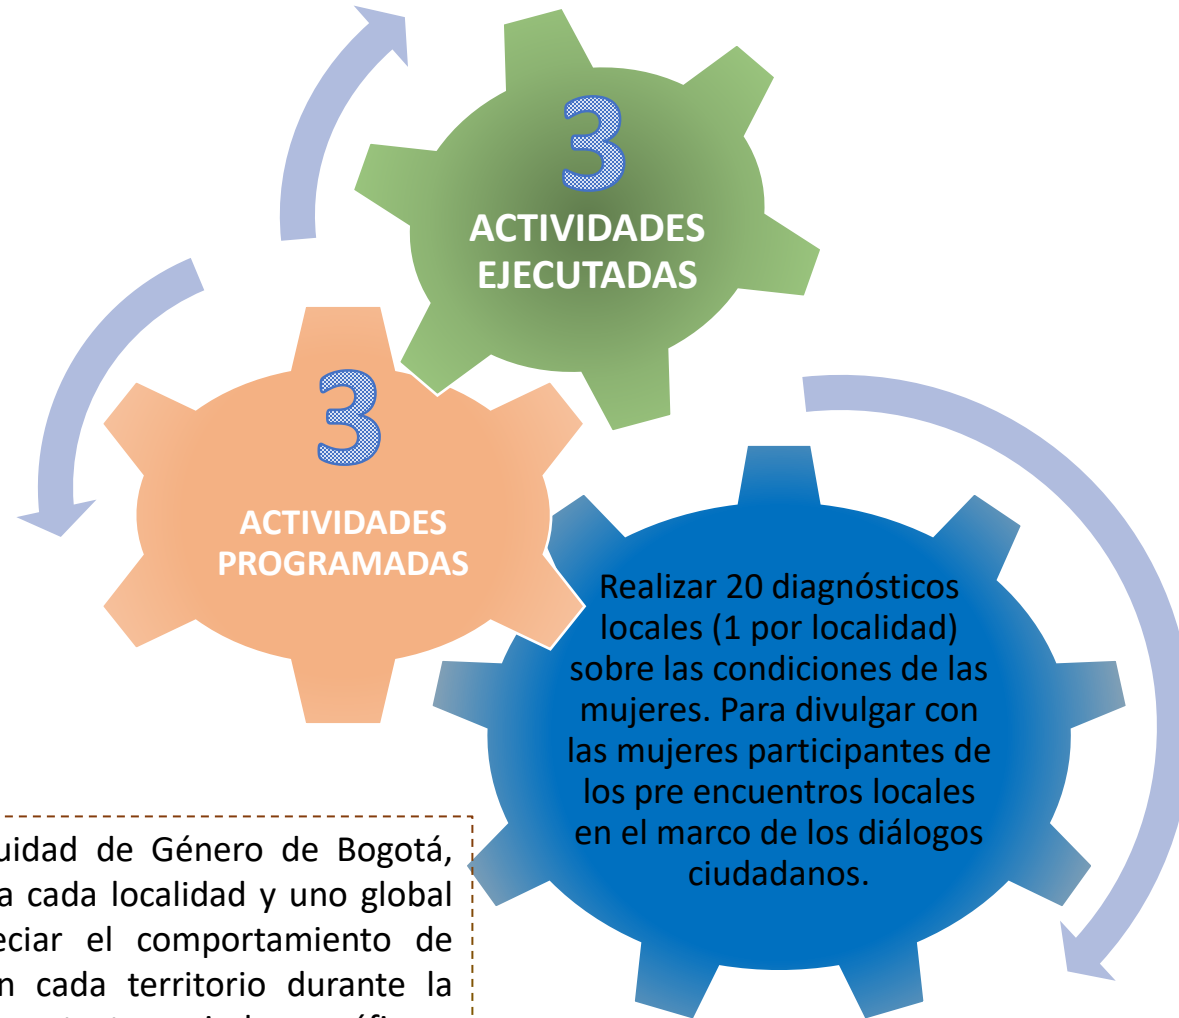 3
ACTIVIDADES
EJECUTADAS
3
ACTIVIDADES
PROGRAMADAS
Realizar 20 diagnósticos
locales (1 por localidad)
sobre las condiciones de las
mujeres. Para divulgar con
las mujeres participantes de
los pre encuentros locales
en el marco de los diálogos
ciudadanos.
de Género de Bogotá,
cada localidad y uno global
el comportamiento de
cada territorio durante la